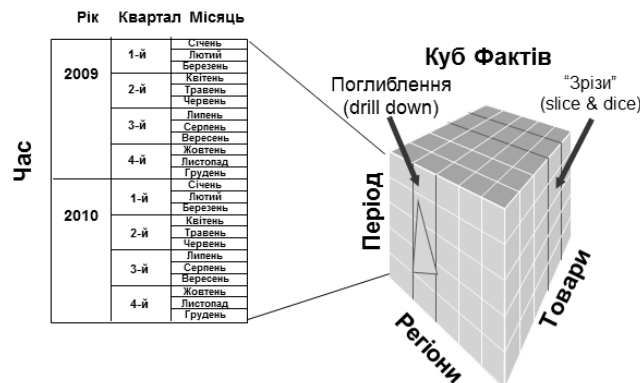 Рік Квартал Місяць
Час
2009
1-й
Січень
Лютий
Березень
2-й
Квітень
Травень
Червень
3-й
Липень
Серпень
Вересень
4-й
Жовтень
Листопад
Грудень
2010
1-й
Січень
Лютий
Березень
2-й
Квітень
Травень
Червень
3-й
Липень
Серпень
Вересень
4-й
Жовтень
Листопад
Грудень
Куб Фактів
Поглиблення
(drill down)
"Зрізи"
(slice & dice)
Період
Регіони
Товари